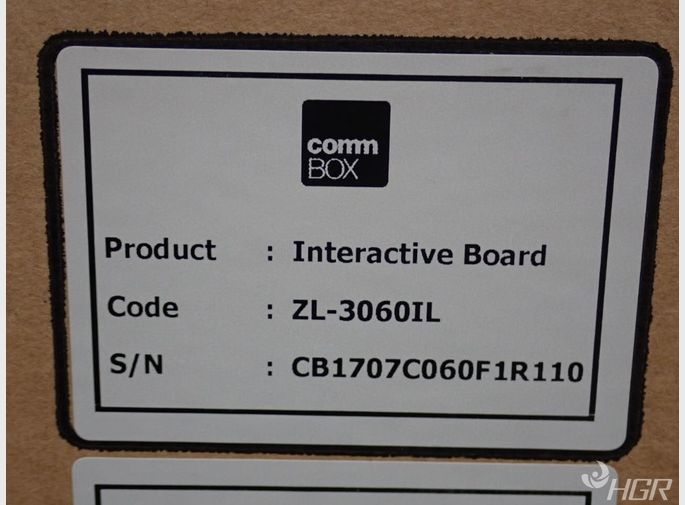 comm
BOX
Product : Interactive Board
Code : ZL-3060IL
S/N : CB1707C060F1R110
HGR